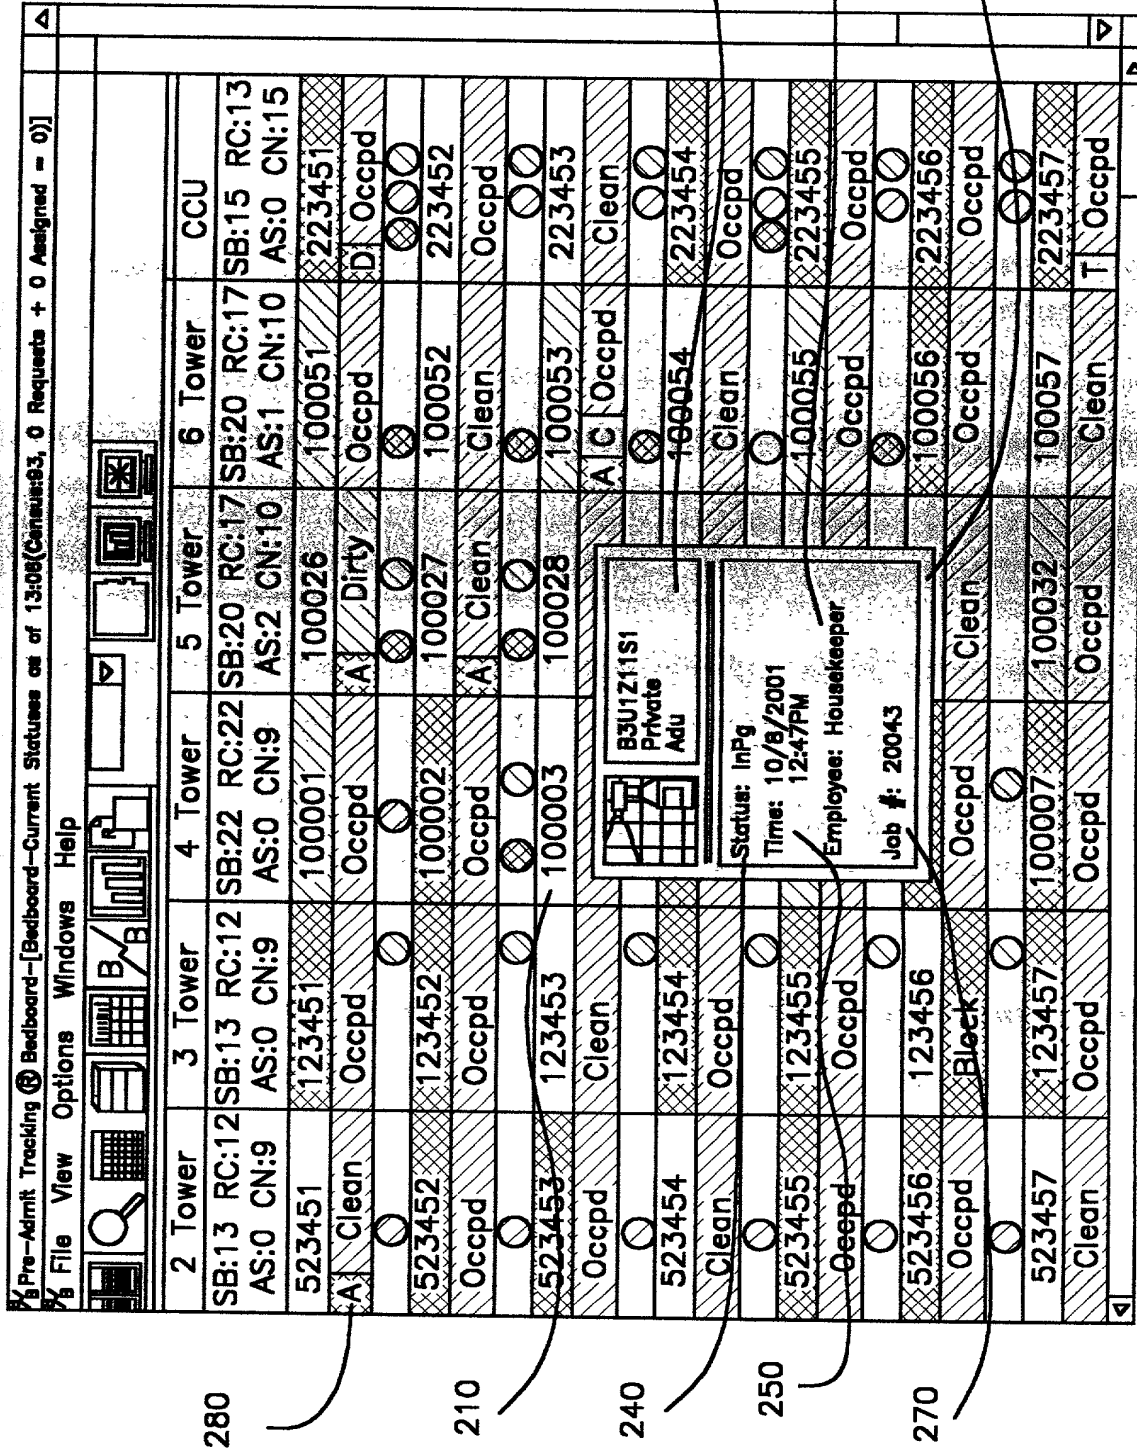 Pre-Admit Tracking ® Bedboard-[Bedboard-Current Statuses as of 13:08(Census:93, 0 Requests + 0 Assigned = 0)]
File View Options Windows Help
2 Tower 3 Tower 4 Tower 5 Tower 6 Tower CCU
SB:13 RC:12 SB:13 RC:12 SB:22 RC:22 SB:20 RC:17 SB:20 RC:17 SB:15 RC:13
AS:0 CN:9 AS:0 CN:9 AS:0 CN:9 AS:2 CN:10 AS:1 CN:10 AS:0 CN:15
523451 123451 100001 100026 100051 223451
A Clean Occpd Occpd A Dirty Occpd D Occpd
523452 123452 100002 100027 100052 223452
Occpd Occpd Occpd A Clean Clean Occpd
523453 123453 100003 100028 100053 223453
Occpd Clean A C Occpd Clean
523454 123454 100054 223454
Clean Occpd Clean Occpd
523455 123455 100055 223455
Occpd Occpd Occpd Occpd
523456 123456 100056 223456
Occpd Block Occpd Clean Occpd Occpd
523457 123457 100007 100032 100057 223457
Clean Occpd Occpd Occpd Clean T Occpd
B3U1Z11S1
Private
Adu
Status: InPg
Time: 10/8/2001
12:47PM
Employee: Housekeeper
Job #: 20043
280
210
240
250
270